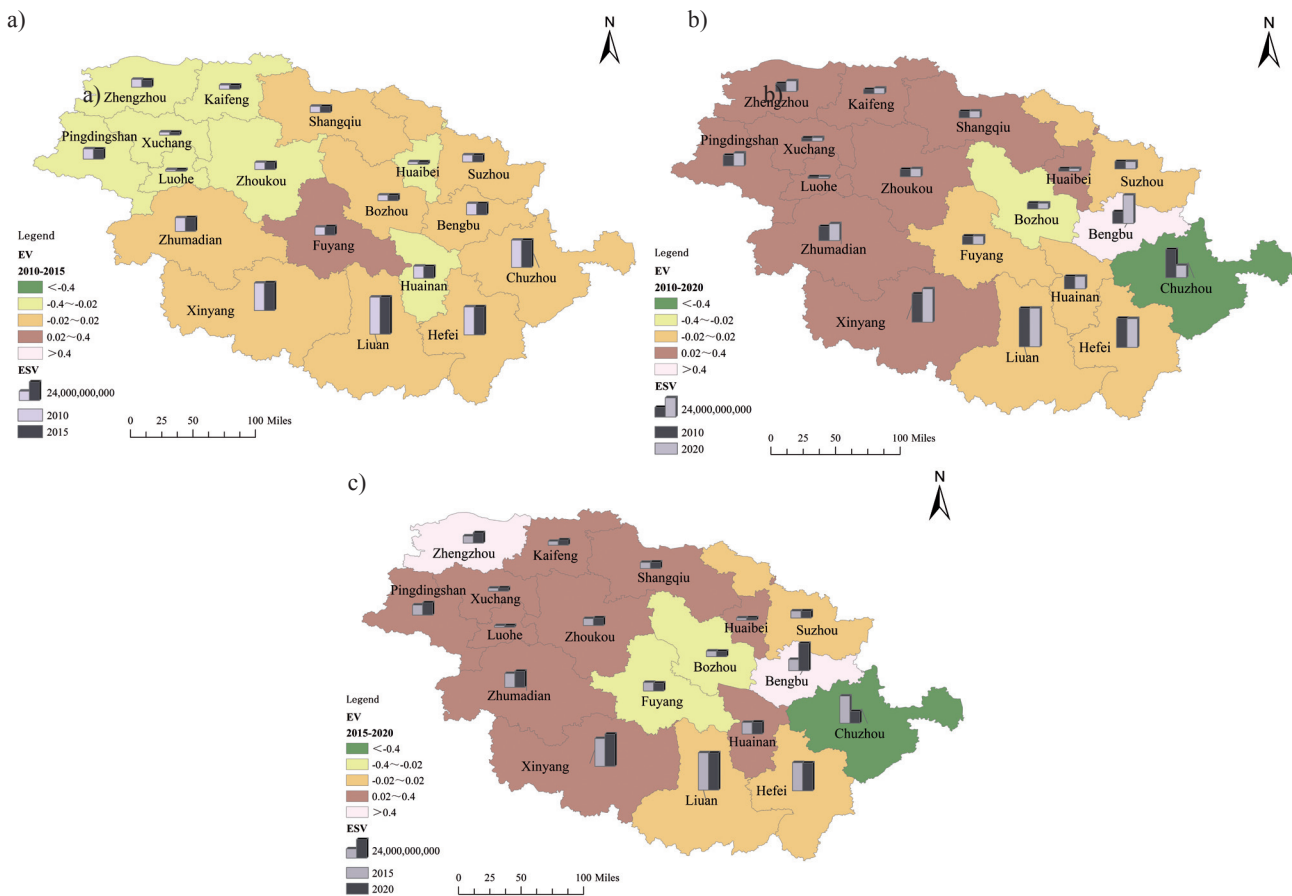 a)
N
a)
Zhengzhou
Kaifeng
Shangqiu
Pingdingshan
Xuchang
Luohe
Zhoukou
Huaibei
Suzhou
Bozhou
Bengbu
Zhumadian
Fuyang
Huainan
Chuzhou
Xinyang
Liuan
Hefei
Legend
EV
2010-2015
<-0.4
-0.4~-0.02
-0.02~0.02
0.02~0.4
>0.4
ESV
24,000,000,000
2010
2015
0 25 50 100 Miles
b)
N
b)
Zhengzhou
Kaifeng
Shangqiu
Pingdingshan
Xuchang
Luohe
Zhoukou
Huaibei
Suzhou
Bozhou
Bengbu
Zhumadian
Fuyang
Huainan
Chuzhou
Xinyang
Liuan
Hefei
Legend
EV
2010-2020
<-0.4
-0.4~-0.02
-0.02~0.02
0.02~0.4
>0.4
ESV
24,000,000,000
2010
2020
0 25 50 100 Miles
c)
N
Zhengzhou
Kaifeng
Shangqiu
Pingdingshan
Xuchang
Luohe
Zhoukou
Huaibei
Suzhou
Bozhou
Bengbu
Zhumadian
Fuyang
Huainan
Chuzhou
Xinyang
Liuan
Hefei
Legend
EV
2015-2020
<-0.4
-0.4~-0.02
-0.02~0.02
0.02~0.4
>0.4
ESV
24,000,000,000
2015
2020
0 25 50 100 Miles